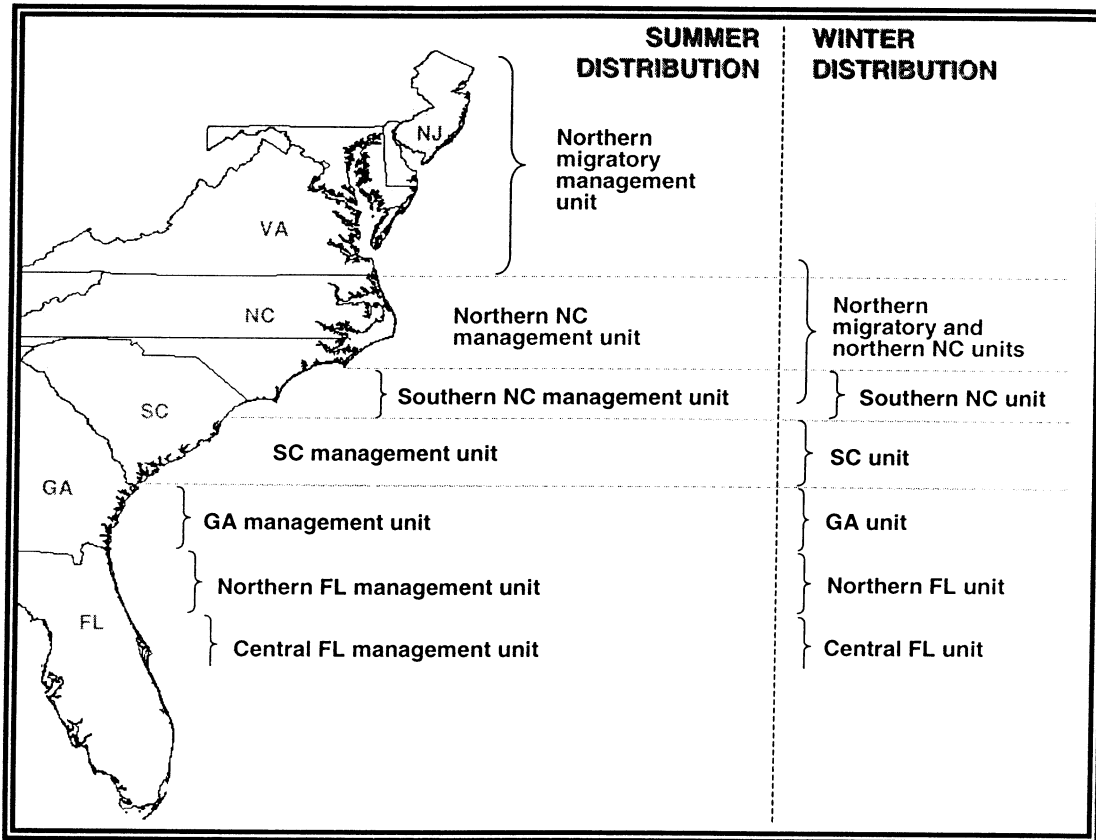 SUMMER
DISTRIBUTION
WINTER
DISTRIBUTION
NJ
Northern
migratory
management
unit
VA
NC
Northern NC
management unit
Northern
migratory and
northern NC units
Southern NC management unit
Southern NC unit
SC
SC management unit
SC unit
GA
GA management unit
GA unit
Northern FL management unit
Northern FL unit
FL
Central FL management unit
Central FL unit